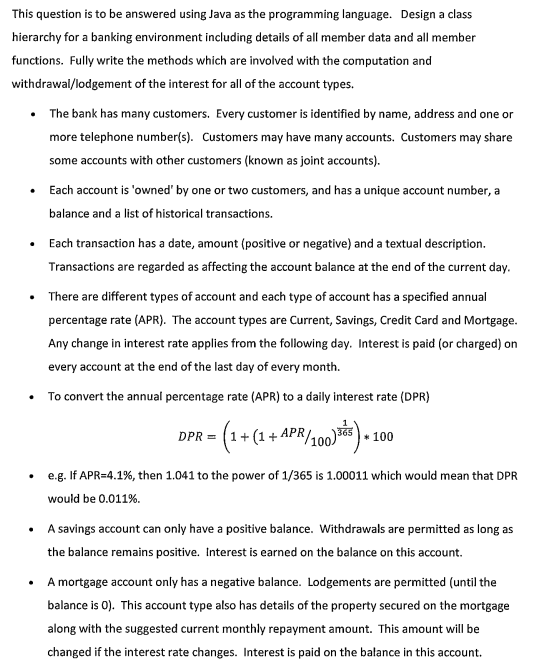 This question is to be answered using Java as the programming language. Design a class
hierarchy for a banking environment including details of all member data and all member
functions. Fully write the methods which are involved with the computation and
withdrawal/lodgement of the interest for all of the account types.
• The bank has many customers. Every customer is identified by name, address and one or
more telephone number(s). Customers may have many accounts. Customers may share
some accounts with other customers (known as joint accounts).
• Each account is 'owned' by one or two customers, and has a unique account number, a
balance and a list of historical transactions.
• Each transaction has a date, amount (positive or negative) and a textual description.
Transactions are regarded as affecting the account balance at the end of the current day.
• There are different types of account and each type of account has a specified annual
percentage rate (APR). The account types are Current, Savings, Credit Card and Mortgage.
Any change in interest rate applies from the following day. Interest is paid (or charged) on
every account at the end of the last day of every month.
• To convert the annual percentage rate (APR) to a daily interest rate (DPR)
DPR = (1 + (1 + APR/100)^(1/365)) * 100
• e.g. If APR=4.1%, then 1.041 to the power of 1/365 is 1.00011 which would mean that DPR
would be 0.011%.
• A savings account can only have a positive balance. Withdrawals are permitted as long as
the balance remains positive. Interest is earned on the balance on this account.
• A mortgage account only has a negative balance. Lodgements are permitted (until the
balance is 0). This account type also has details of the property secured on the mortgage
along with the suggested current monthly repayment amount. This amount will be
changed if the interest rate changes. Interest is paid on the balance in this account.